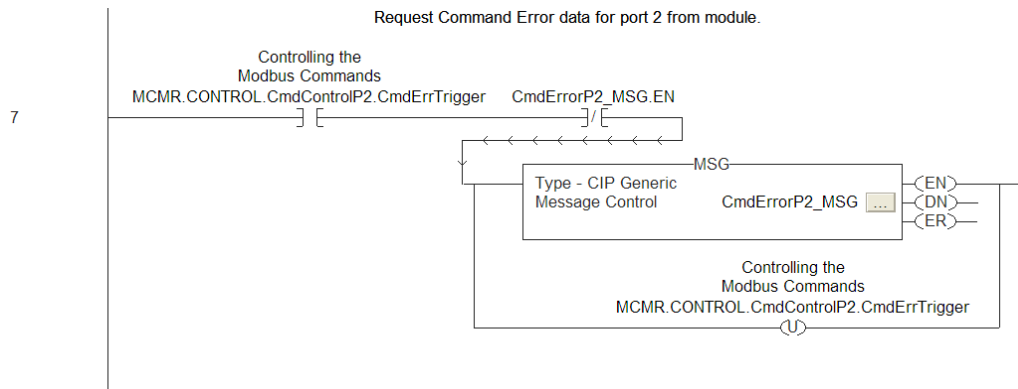 Request Command Error data for port 2 from module.
Controlling the
Modbus Commands
MCMR.CONTROL.CmdControlP2.CmdErrTrigger CmdErrorP2_MSG.EN
7
/
MSG
Type - CIP Generic
Message Control CmdErrorP2_MSG ...
EN
DN
ER
Controlling the
Modbus Commands
MCMR.CONTROL.CmdControlP2.CmdErrTrigger
U